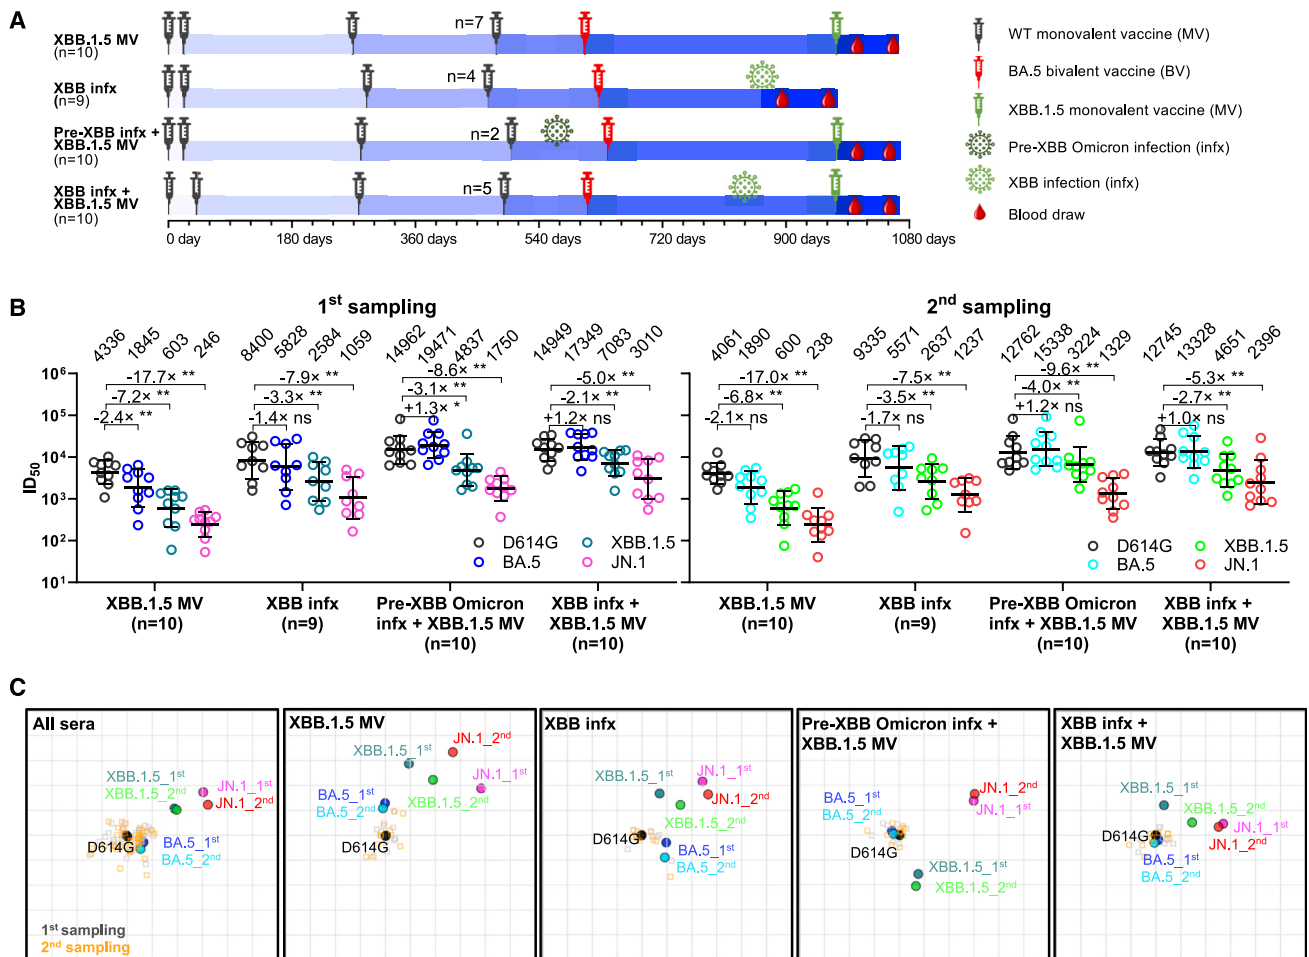 A
XBB.1.5 MV
(n=10)
n=7
XBB infx
(n=9)
n=4
Pre-XBB infx +
XBB.1.5 MV
(n=10)
n=2
XBB infx +
XBB.1.5 MV
(n=10)
n=5
0 day 180 days 360 days 540 days 720 days 900 days 1080 days
WT monovalent vaccine (MV)
BA.5 bivalent vaccine (BV)
XBB.1.5 monovalent vaccine (MV)
Pre-XBB Omicron infection (infx)
XBB infection (infx)
Blood draw
B
1st sampling
4336 1845 603 246 8400 5828 2584 1059 14962 19471 4837 1750 14949 17349 7083 3010
-17.7× ** -7.9× ** -8.6× ** -5.0× **
-7.2× ** -3.3× ** -3.1× ** -2.1× **
-2.4× ** -1.4× ns +1.3× * +1.2× ns
ID50
10^6
10^5
10^4
10^3
10^2
10^1
D614G XBB.1.5
BA.5 JN.1
XBB.1.5 MV
(n=10)
XBB infx
(n=9)
Pre-XBB Omicron
infx + XBB.1.5 MV
(n=10)
XBB infx +
XBB.1.5 MV
(n=10)
2nd sampling
4061 1890 600 238 9335 5571 2637 1237 12762 15338 3224 1329 12745 13328 4651 2396
-17.0× ** -7.5× ** -9.6× ** -5.3× **
-6.8× ** -3.5× ** -4.0× ** -2.7× **
-2.1× ns -1.7× ns +1.2× ns +1.0× ns
D614G XBB.1.5
BA.5 JN.1
XBB.1.5 MV
(n=10)
XBB infx
(n=9)
Pre-XBB Omicron
infx + XBB.1.5 MV
(n=10)
XBB infx +
XBB.1.5 MV
(n=10)
C
All sera
XBB.1.5_1st
XBB.1.5_2nd
JN.1_1st
JN.1_2nd
D614G
BA.5_1st
BA.5_2nd
1st sampling
2nd sampling
XBB.1.5 MV
JN.1_2nd
XBB.1.5_1st
JN.1_1st
XBB.1.5_2nd
BA.5_1st
BA.5_2nd
D614G
XBB infx
XBB.1.5_1st
JN.1_1st
JN.1_2nd
XBB.1.5_2nd
D614G
BA.5_1st
BA.5_2nd
Pre-XBB Omicron infx +
XBB.1.5 MV
JN.1_2nd
JN.1_1st
BA.5_1st
BA.5_2nd
D614G
XBB.1.5_1st
XBB.1.5_2nd
XBB infx +
XBB.1.5 MV
XBB.1.5_1st
XBB.1.5_2nd
JN.1_1st
JN.1_2nd
D614G
BA.5_1st
BA.5_2nd